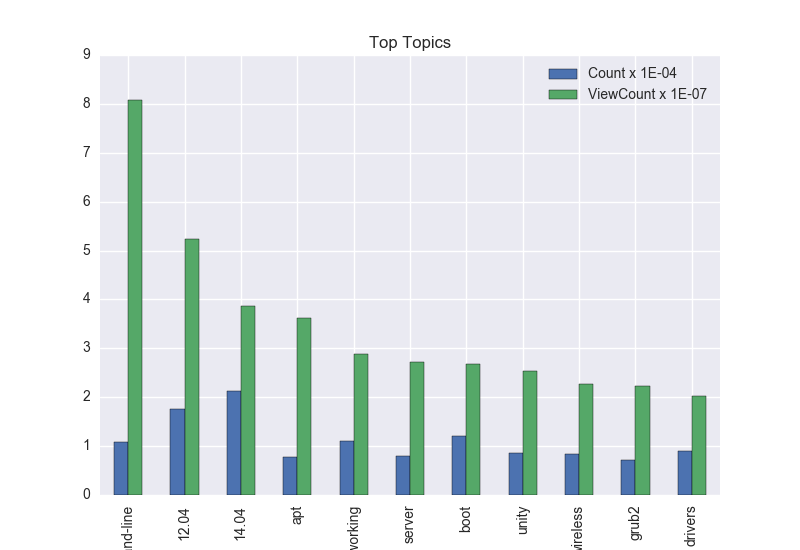 Top Topics
Count x 1E-04
ViewCount x 1E-07
9
8
7
6
5
4
3
2
1
0
nd-line
12.04
14.04
apt
working
server
boot
unity
vireless
grub2
drivers